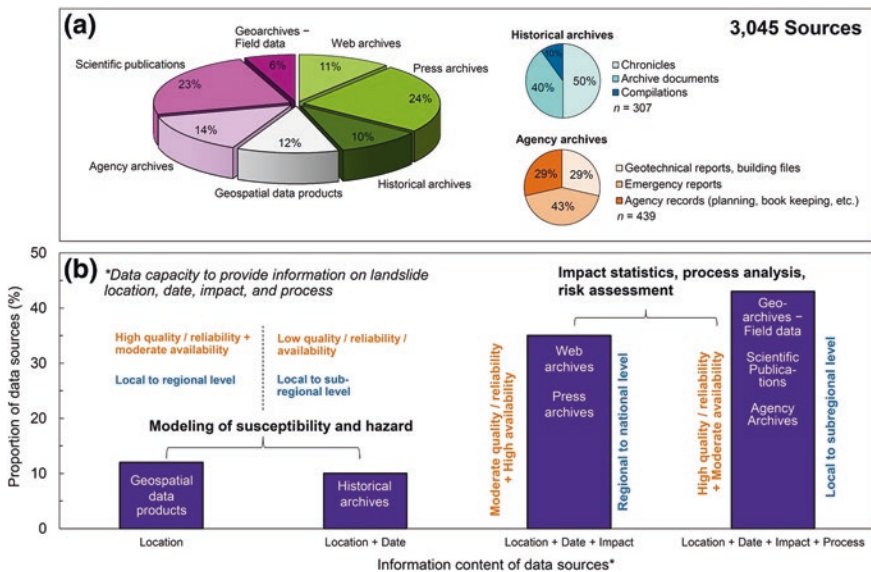 (a)
3,045 Sources
Geoarchives –
Field data
Web archives
Scientific publications
Press archives
6%
11%
23%
24%
14%
12%
10%
Agency archives
Geospatial data products
Historical archives
Historical archives
10%
40%
50%
Chronicles
Archive documents
Compilations
n = 307
Agency archives
29%
29%
43%
Geotechnical reports, building files
Emergency reports
Agency records (planning, book keeping, etc.)
n = 439
(b)
*Data capacity to provide information on landslide
location, date, impact, and process
Impact statistics, process analysis,
risk assessment
High quality / reliability +
moderate availability
Low quality / reliability /
availability
Local to regional level
Local to sub-
regional level
Modeling of susceptibility and hazard
Geospatial
data
products
Historical
archives
Moderate quality / reliability
+ High availability
Web
archives
Press
archives
Regional to national level
High quality / reliability
+ Moderate availability
Geo-
archives –
Field data
Scientific
Publica-
tions
Agency
Archives
Local to subregional level
Proportion of data sources (%)
50
40
30
20
10
0
Location
Location + Date
Location + Date + Impact
Location + Date + Impact + Process
Information content of data sources*